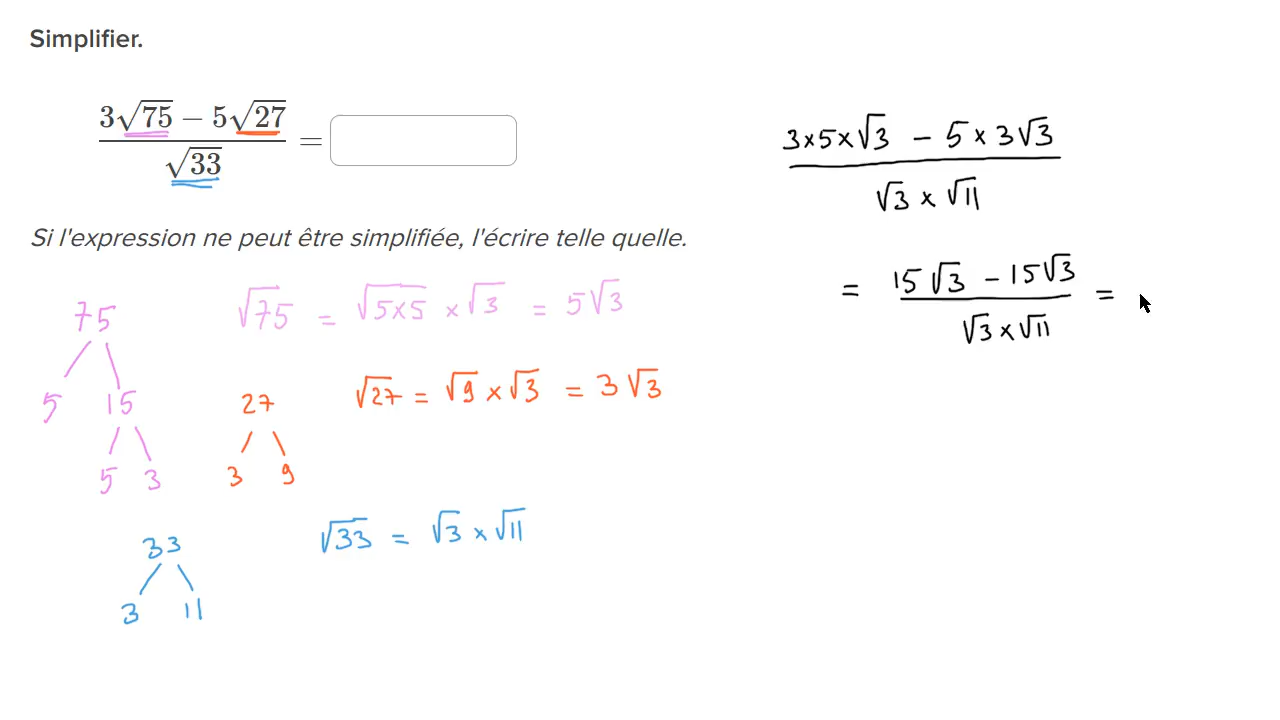 Simplifier.
3√75 − 5√27
√33
=
Si l'expression ne peut être simplifiée, l'écrire telle quelle.
75
5 15
5 3
√75 = √5×5 × √3 = 5√3
27
3 9
√27 = √9 × √3 = 3√3
33
3 11
√33 = √3 × √11
3×5×√3 − 5×3√3
√3 × √11
= 15√3 − 15√3 =
√3 × √11